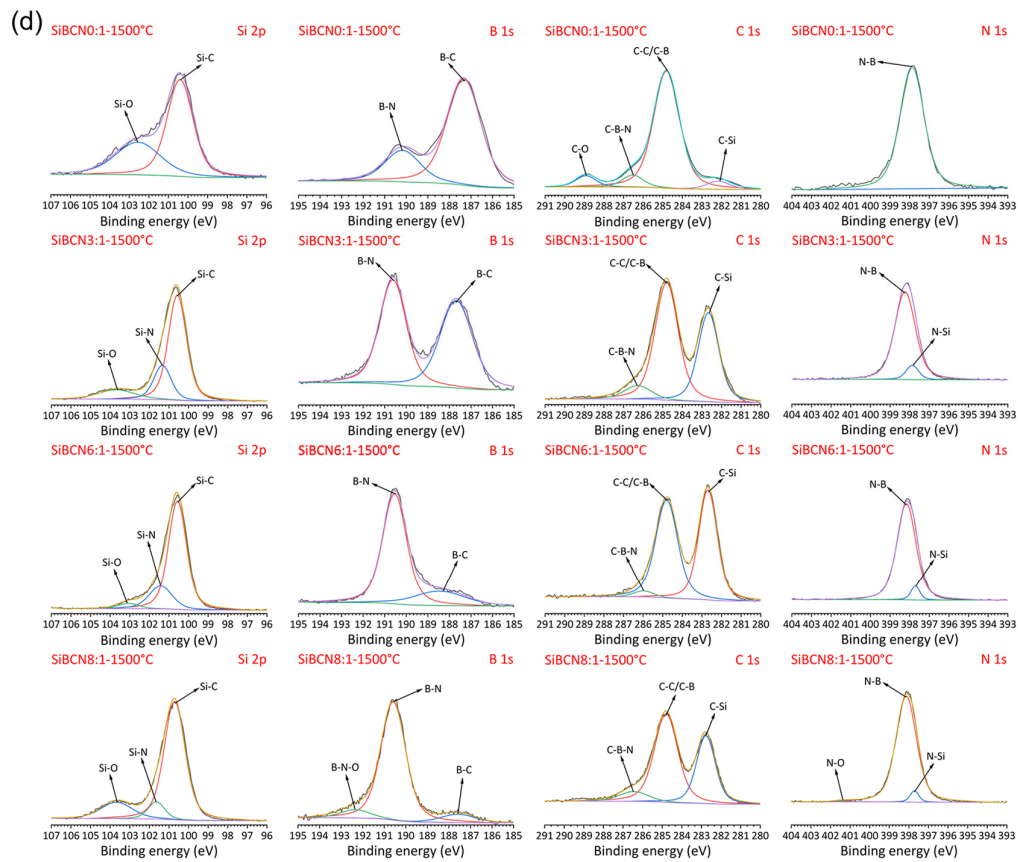 (d)
SiBCN0:1-1500°C Si 2p
Si-C
Si-O
107 106 105 104 103 102 101 100 99 98 97 96
Binding energy (eV)
SiBCN0:1-1500°C B 1s
B-C
B-N
195 194 193 192 191 190 189 188 187 186 185
Binding energy (eV)
SiBCN0:1-1500°C C 1s
C-C/C-B
C-B-N
C-O
C-Si
291 290 289 288 287 286 285 284 283 282 281 280
Binding energy (eV)
SiBCN0:1-1500°C N 1s
N-B
404 403 402 401 400 399 398 397 396 395 394 393
Binding energy (eV)
SiBCN3:1-1500°C Si 2p
Si-C
Si-N
Si-O
107 106 105 104 103 102 101 100 99 98 97 96
Binding energy (eV)
SiBCN3:1-1500°C B 1s
B-N
B-C
195 194 193 192 191 190 189 188 187 186 185
Binding energy (eV)
SiBCN3:1-1500°C C 1s
C-C/C-B
C-Si
C-B-N
291 290 289 288 287 286 285 284 283 282 281 280
Binding energy (eV)
SiBCN3:1-1500°C N 1s
N-B
N-Si
404 403 402 401 400 399 398 397 396 395 394 393
Binding energy (eV)
SiBCN6:1-1500°C Si 2p
Si-C
Si-N
Si-O
107 106 105 104 103 102 101 100 99 98 97 96
Binding energy (eV)
SiBCN6:1-1500°C B 1s
B-N
B-C
195 194 193 192 191 190 189 188 187 186 185
Binding energy (eV)
SiBCN6:1-1500°C C 1s
C-Si
C-C/C-B
C-B-N
291 290 289 288 287 286 285 284 283 282 281 280
Binding energy (eV)
SiBCN6:1-1500°C N 1s
N-B
N-Si
404 403 402 401 400 399 398 397 396 395 394 393
Binding energy (eV)
SiBCN8:1-1500°C Si 2p
Si-C
Si-N
Si-O
107 106 105 104 103 102 101 100 99 98 97 96
Binding energy (eV)
SiBCN8:1-1500°C B 1s
B-N
B-N-O
B-C
195 194 193 192 191 190 189 188 187 186 185
Binding energy (eV)
SiBCN8:1-1500°C C 1s
C-C/C-B
C-Si
C-B-N
291 290 289 288 287 286 285 284 283 282 281 280
Binding energy (eV)
SiBCN8:1-1500°C N 1s
N-B
N-O
N-Si
404 403 402 401 400 399 398 397 396 395 394 393
Binding energy (eV)